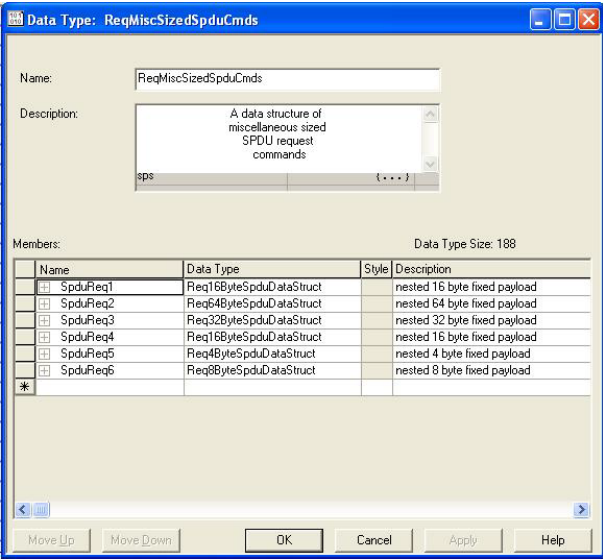 Data Type: ReqMiscSizedSpduCmds
Name: ReqMiscSizedSpduCmds
Description: A data structure of
miscellaneous sized
SPDU request
commands
sps {...}
Members: Data Type Size: 188
Name Data Type Style Description
SpduReq1 Req16ByteSpduDataStruct nested 16 byte fixed payload
SpduReq2 Req64ByteSpduDataStruct nested 64 byte fixed payload
SpduReq3 Req32ByteSpduDataStruct nested 32 byte fixed payload
SpduReq4 Req16ByteSpduDataStruct nested 16 byte fixed payload
SpduReq5 Req4ByteSpduDataStruct nested 4 byte fixed payload
SpduReq6 Req8ByteSpduDataStruct nested 8 byte fixed payload
Move Up Move Down OK Cancel Apply Help